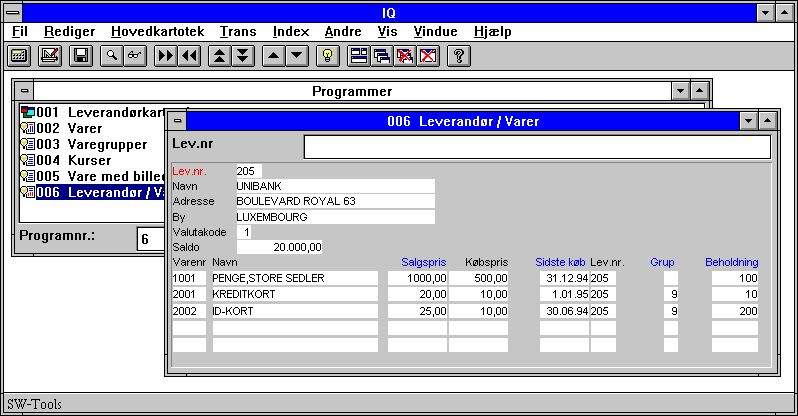 IQ
Fil Rediger Hovedkartotek Trans Index Andre Vis Vindue Hjælp
Programmer
001 Leverandørkar
002 Varer
003 Varegrupper
004 Kurser
005 Vare med billed
006 Leverandør / Va
Programnr.: 6
006 Leverandør / Varer
Lev.nr
Lev.nr. 205
Navn UNIBANK
Adresse BOULEVARD ROYAL 63
By LUXEMBOURG
Valutakode 1
Saldo 20.000,00
Varenr Navn Salgspris Købspris Sidste køb Lev.nr. Grup Beholdning
1001 PENGE,STORE SEDLER 1000,00 500,00 31.12.94 205 100
2001 KREDITKORT 20,00 10,00 1.01.95 205 9 10
2002 ID-KORT 25,00 10,00 30.06.94 205 9 200
SW-Tools